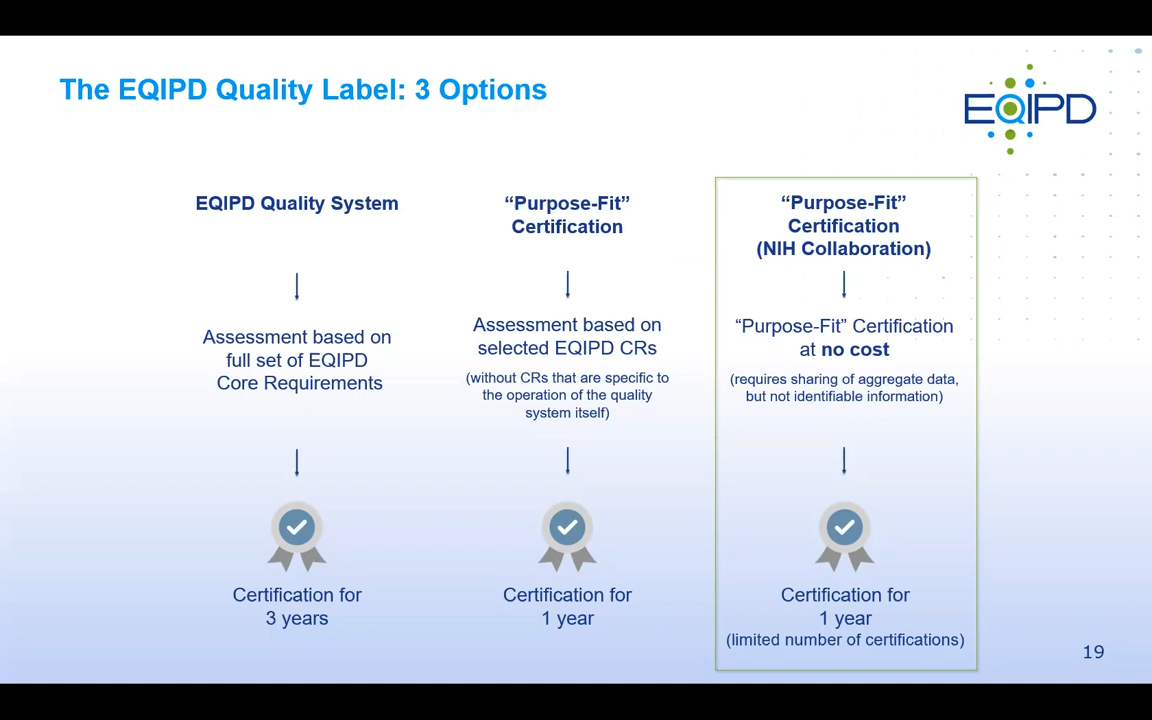 The EQIPD Quality Label: 3 Options
EQIPD
EQIPD Quality System
Assessment based on
full set of EQIPD
Core Requirements
Certification for
3 years
“Purpose-Fit”
Certification
Assessment based on
selected EQIPD CRs
(without CRs that are specific to
the operation of the quality
system itself)
Certification for
1 year
“Purpose-Fit”
Certification
(NIH Collaboration)
“Purpose-Fit” Certification
at no cost
(requires sharing of aggregate data,
but not identifiable information)
Certification for
1 year
(limited number of certifications)
19